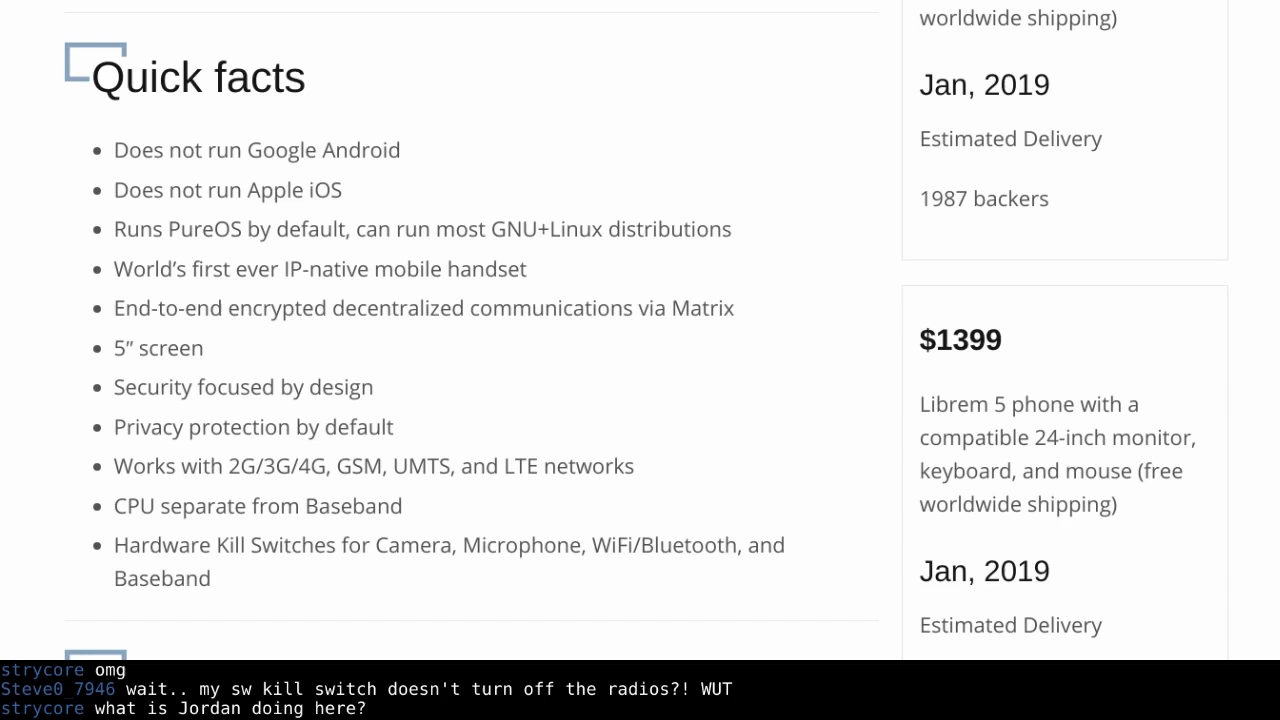 Quick facts
Does not run Google Android
Does not run Apple iOS
Runs PureOS by default, can run most GNU+Linux distributions
World’s first ever IP-native mobile handset
End-to-end encrypted decentralized communications via Matrix
5” screen
Security focused by design
Privacy protection by default
Works with 2G/3G/4G, GSM, UMTS, and LTE networks
CPU separate from Baseband
Hardware Kill Switches for Camera, Microphone, WiFi/Bluetooth, and
Baseband
worldwide shipping)
Jan, 2019
Estimated Delivery
1987 backers
$1399
Librem 5 phone with a
compatible 24-inch monitor,
keyboard, and mouse (free
worldwide shipping)
Jan, 2019
Estimated Delivery
strycore omg
Steve0_7946 wait.. my sw kill switch doesn't turn off the radios?! WUT
strycore what is Jordan doing here?